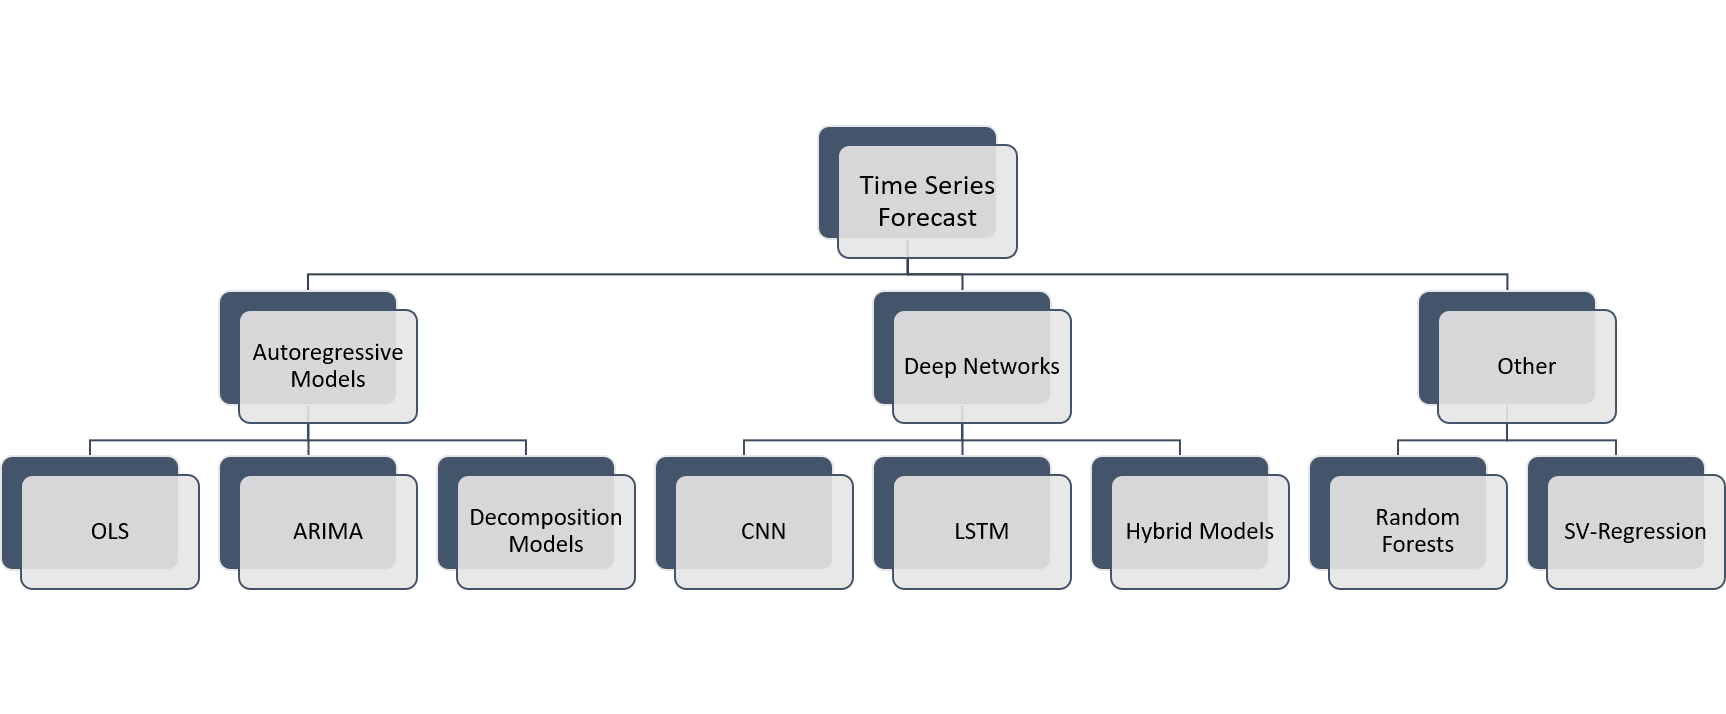 Time Series
Forecast
Autoregressive
Models
Deep Networks
Other
OLS
ARIMA
Decomposition
Models
CNN
LSTM
Hybrid Models
Random
Forests
SV-Regression